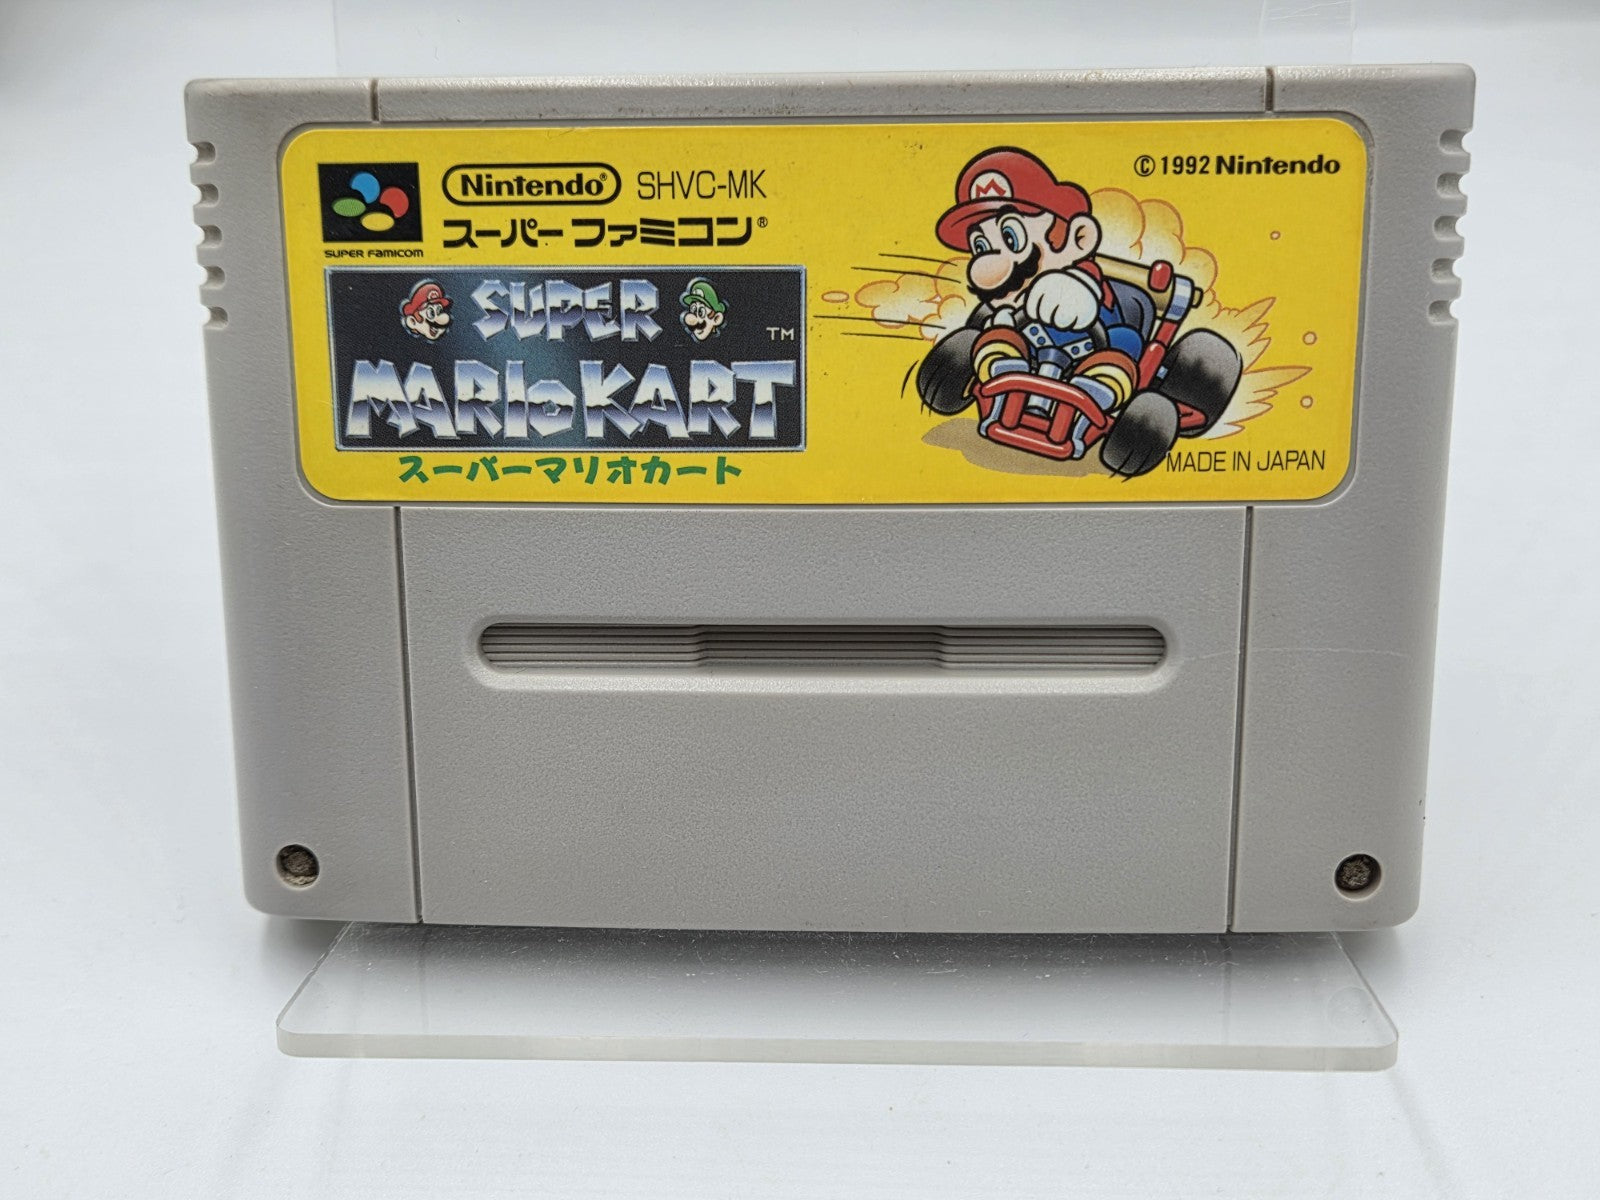 Nintendo® SHVC-MK
スーパーファミコン®
SUPER FAMICOM
SUPER
MARIO KART TM
スーパーマリオカート
© 1992 Nintendo
M
MADE IN JAPAN